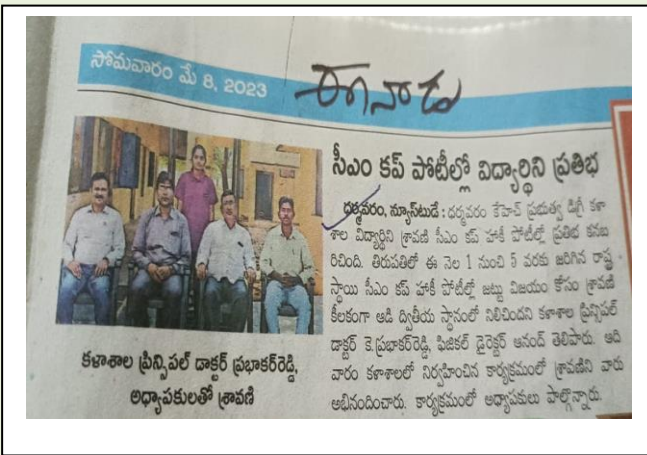 సోమవారం మే 8, 2023
ఈనాడు
సీఎం కప్ పోటీల్లో విద్యార్థిని ప్రతిభ
ధర్మవరం, న్యూస్‌టుడే : ధర్మవరం కేహెచ్ ప్రభుత్వ డిగ్రీ కళా
శాల విద్యార్థిని శ్రావణి సీఎం కప్ హాకీ పోటీల్లో ప్రతిభ కనబ
రిచింది. తిరుపతిలో ఈ నెల 1 నుంచి 5 వరకు జరిగిన రాష్ట్ర
స్థాయి సీఎం కప్ హాకీ పోటీల్లో జట్టు విజయం కోసం శ్రావణి
కీలకంగా ఆడి ద్వితీయ స్థానంలో నిలిచిందని కళాశాల ప్రిన్సిపల్
డాక్టర్ కె.ప్రభాకర్‌రెడ్డి, ఫిజికల్ డైరెక్టర్ ఆనంద్ తెలిపారు. ఆది
వారం కళాశాలలో నిర్వహించిన కార్యక్రమంలో శ్రావణిని వారు
అభినందించారు. కార్యక్రమంలో అధ్యాపకులు పాల్గొన్నారు.
కళాశాల ప్రిన్సిపల్ డాక్టర్ ప్రభాకర్‌రెడ్డి,
అధ్యాపకులతో శ్రావణి